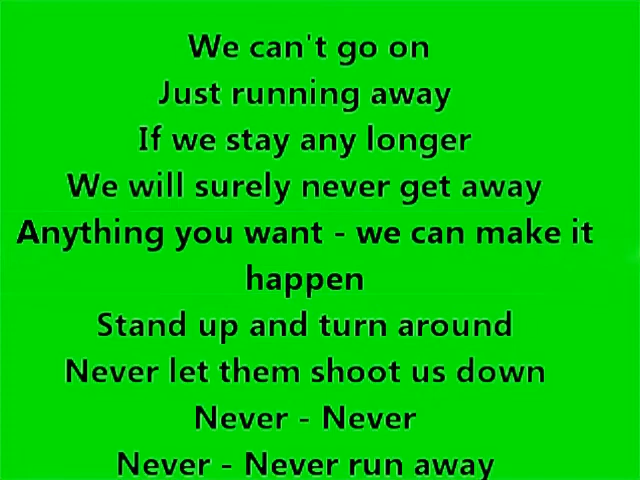 We can't go on
Just running away
If we stay any longer
We will surely never get away
Anything you want - we can make it
happen
Stand up and turn around
Never let them shoot us down
Never - Never
Never - Never run away